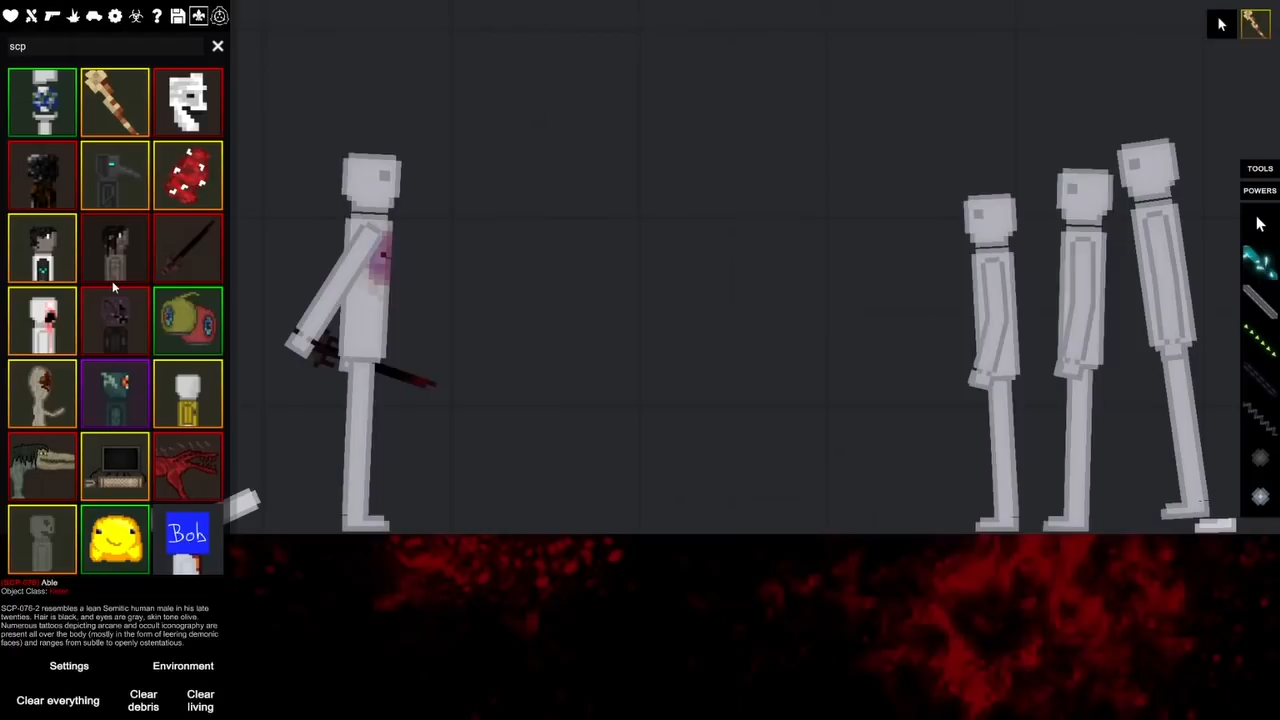 scp
TOOLS
POWERS
Bob
(SCP-076) Able
Object Class: Keter
SCP-076-2 resembles a lean Semitic human male in his late
twenties. Hair is black, and eyes are gray, skin tone olive.
Numerous tattoos depicting arcane and occult iconography are
present all over the body (mostly in the form of leering demonic
faces) and ranges from subtle to openly ostentatious.
Settings
Environment
Clear everything
Clear
debris
Clear
living